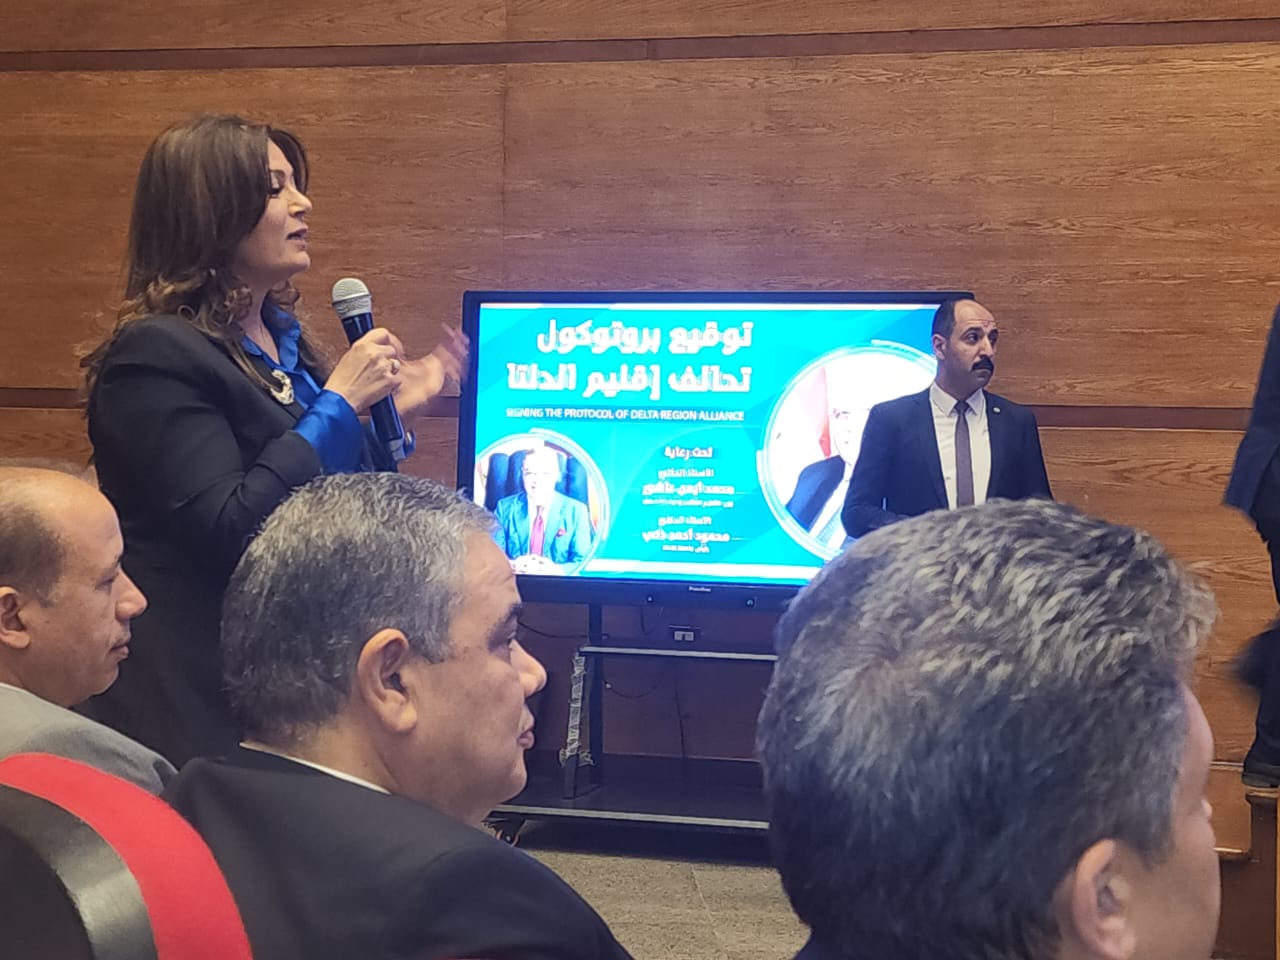 توقيع بروتوكول
تحالف إقليم الدلتا
SIGNING THE PROTOCOL OF DELTA REGION ALLIANCE
تحت رعاية
الأستاذ الدكتور
محمد أيمن عاشور
الأستاذ الدكتور
محمود أحمد ذكي